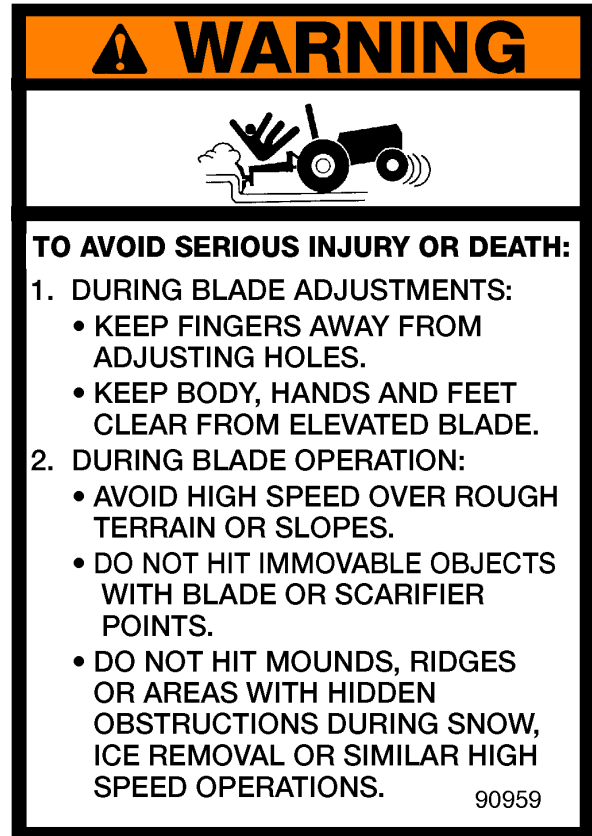 WARNING
TO AVOID SERIOUS INJURY OR DEATH:
1. DURING BLADE ADJUSTMENTS:
• KEEP FINGERS AWAY FROM
ADJUSTING HOLES.
• KEEP BODY, HANDS AND FEET
CLEAR FROM ELEVATED BLADE.
2. DURING BLADE OPERATION:
• AVOID HIGH SPEED OVER ROUGH
TERRAIN OR SLOPES.
• DO NOT HIT IMMOVABLE OBJECTS
WITH BLADE OR SCARIFIER
POINTS.
• DO NOT HIT MOUNDS, RIDGES
OR AREAS WITH HIDDEN
OBSTRUCTIONS DURING SNOW,
ICE REMOVAL OR SIMILAR HIGH
SPEED OPERATIONS.
90959